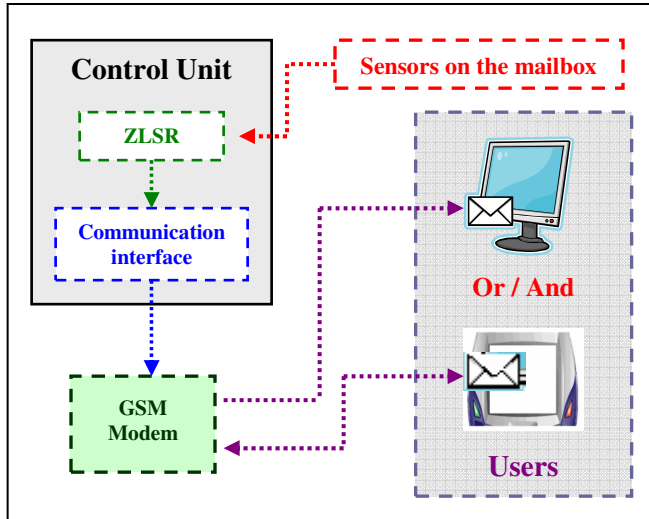 Control Unit
Sensors on the mailbox
ZLSR
Communication
interface
Or / And
GSM
Modem
Users